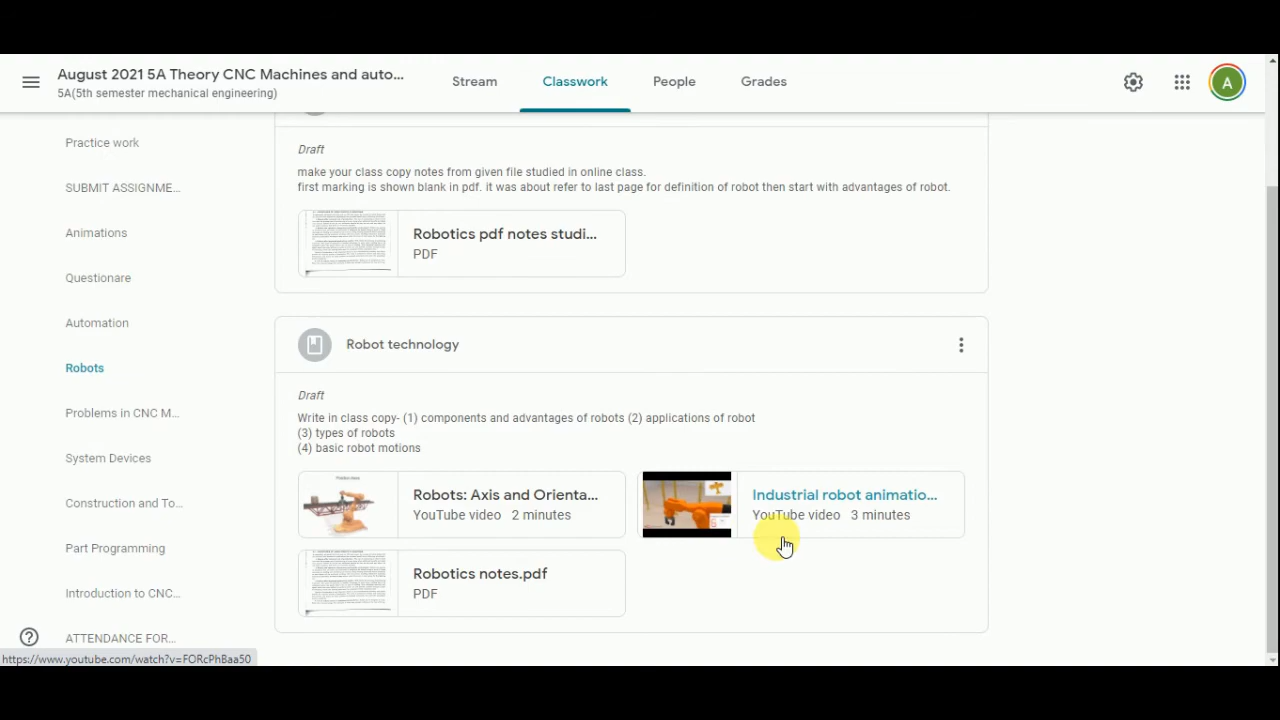 August 2021 5A Theory CNC Machines and auto...
5A(5th semester mechanical engineering)
Stream
Classwork
People
Grades
A
Practice work
SUBMIT ASSIGNME...
Animations
Questionare
Automation
Robots
Problems in CNC M...
System Devices
Construction and To...
Part Programming
Introduction to CNC...
ATTENDANCE FOR...
Draft
make your class copy notes from given file studied in online class.
first marking is shown blank in pdf. it was about refer to last page for definition of robot then start with advantages of robot.
Robotics pdf notes studi...
PDF
Robot technology
Draft
Write in class copy- (1) components and advantages of robots (2) applications of robot
(3) types of robots
(4) basic robot motions
Robots: Axis and Orienta...
YouTube video 2 minutes
Industrial robot animatio...
YouTube video 3 minutes
Robotics notes.pdf
PDF
https://www.youtube.com/watch?v=FORcPhBaa50